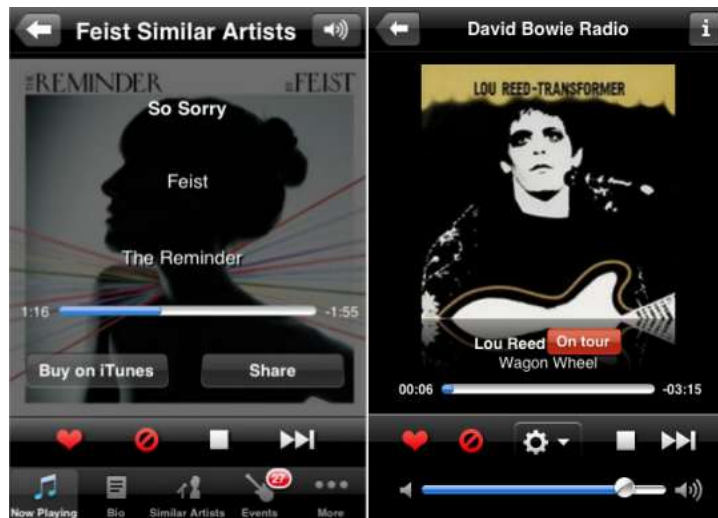 Feist Similar Artists
THE REMINDER
FEIST
So Sorry
Feist
The Reminder
1:16
-1:55
Buy on iTunes
Share
27
Now Playing
Bio
Similar Artists
Events
More
David Bowie Radio
i
LOU REED-TRANSFORMER
Lou Reed On tour
Wagon Wheel
00:06
-03:15